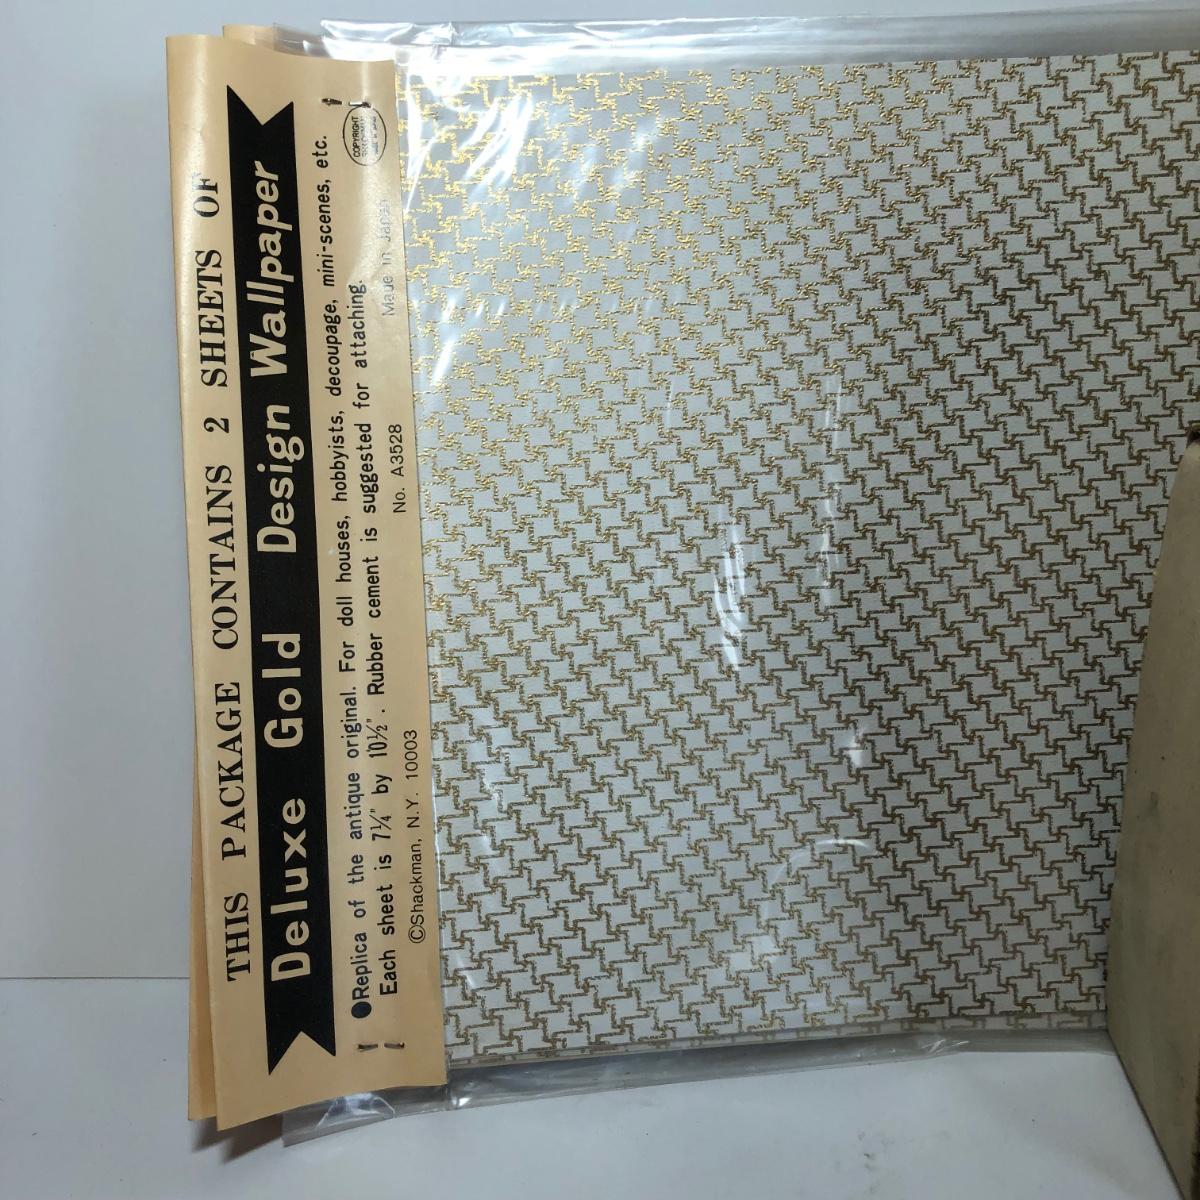 THIS PACKAGE CONTAINS 2 SHEETS OF
Deluxe Gold Design Wallpaper
●Replica of the antique original. For doll houses, hobbyists, decoupage, mini-scenes, etc.
Each sheet is 7¼" by 10½". Rubber cement is suggested for attaching.
©Shackman, N.Y. 10003 No. A3528 Made in Japan
COPYRIGHT